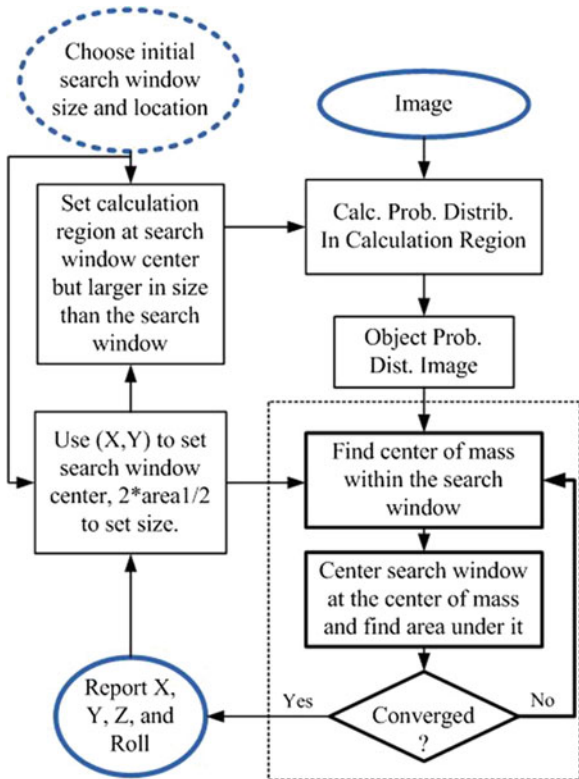 Choose initial
search window
size and location
Image
Set calculation
region at search
window center
but larger in size
than the search
window
Calc. Prob. Distrib.
In Calculation Region
Object Prob.
Dist. Image
Use (X,Y) to set
search window
center, 2*area1/2
to set size.
Find center of mass
within the search
window
Center search window
at the center of mass
and find area under it
Report X,
Y, Z, and
Roll
Yes
Converged
?
No